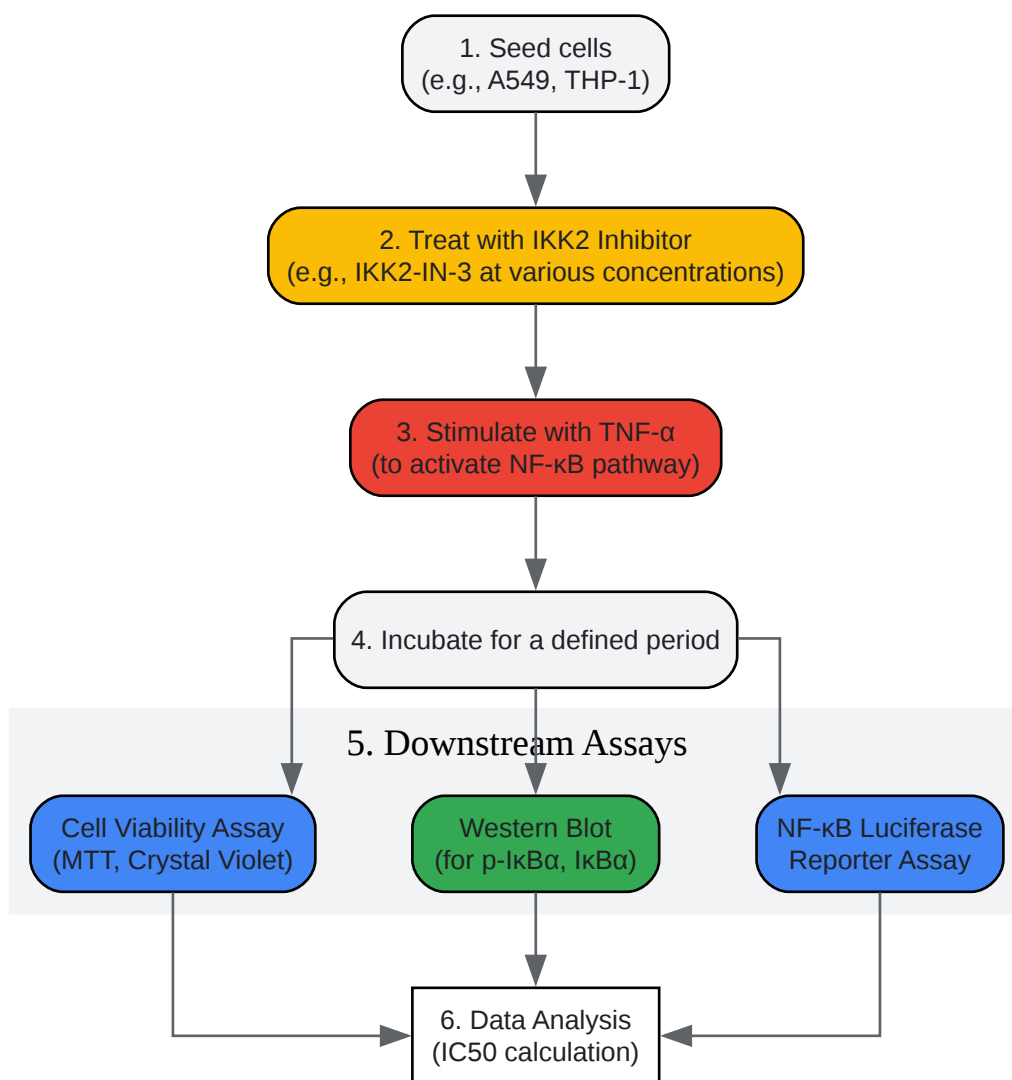 1. Seed cells
(e.g., A549, THP-1)
2. Treat with IKK2 Inhibitor
(e.g., IKK2-IN-3 at various concentrations)
3. Stimulate with TNF-α
(to activate NF-κB pathway)
4. Incubate for a defined period
5. Downstream Assays
Cell Viability Assay
(MTT, Crystal Violet)
Western Blot
(for p-IκBα, IκBα)
NF-κB Luciferase
Reporter Assay
6. Data Analysis
(IC50 calculation)